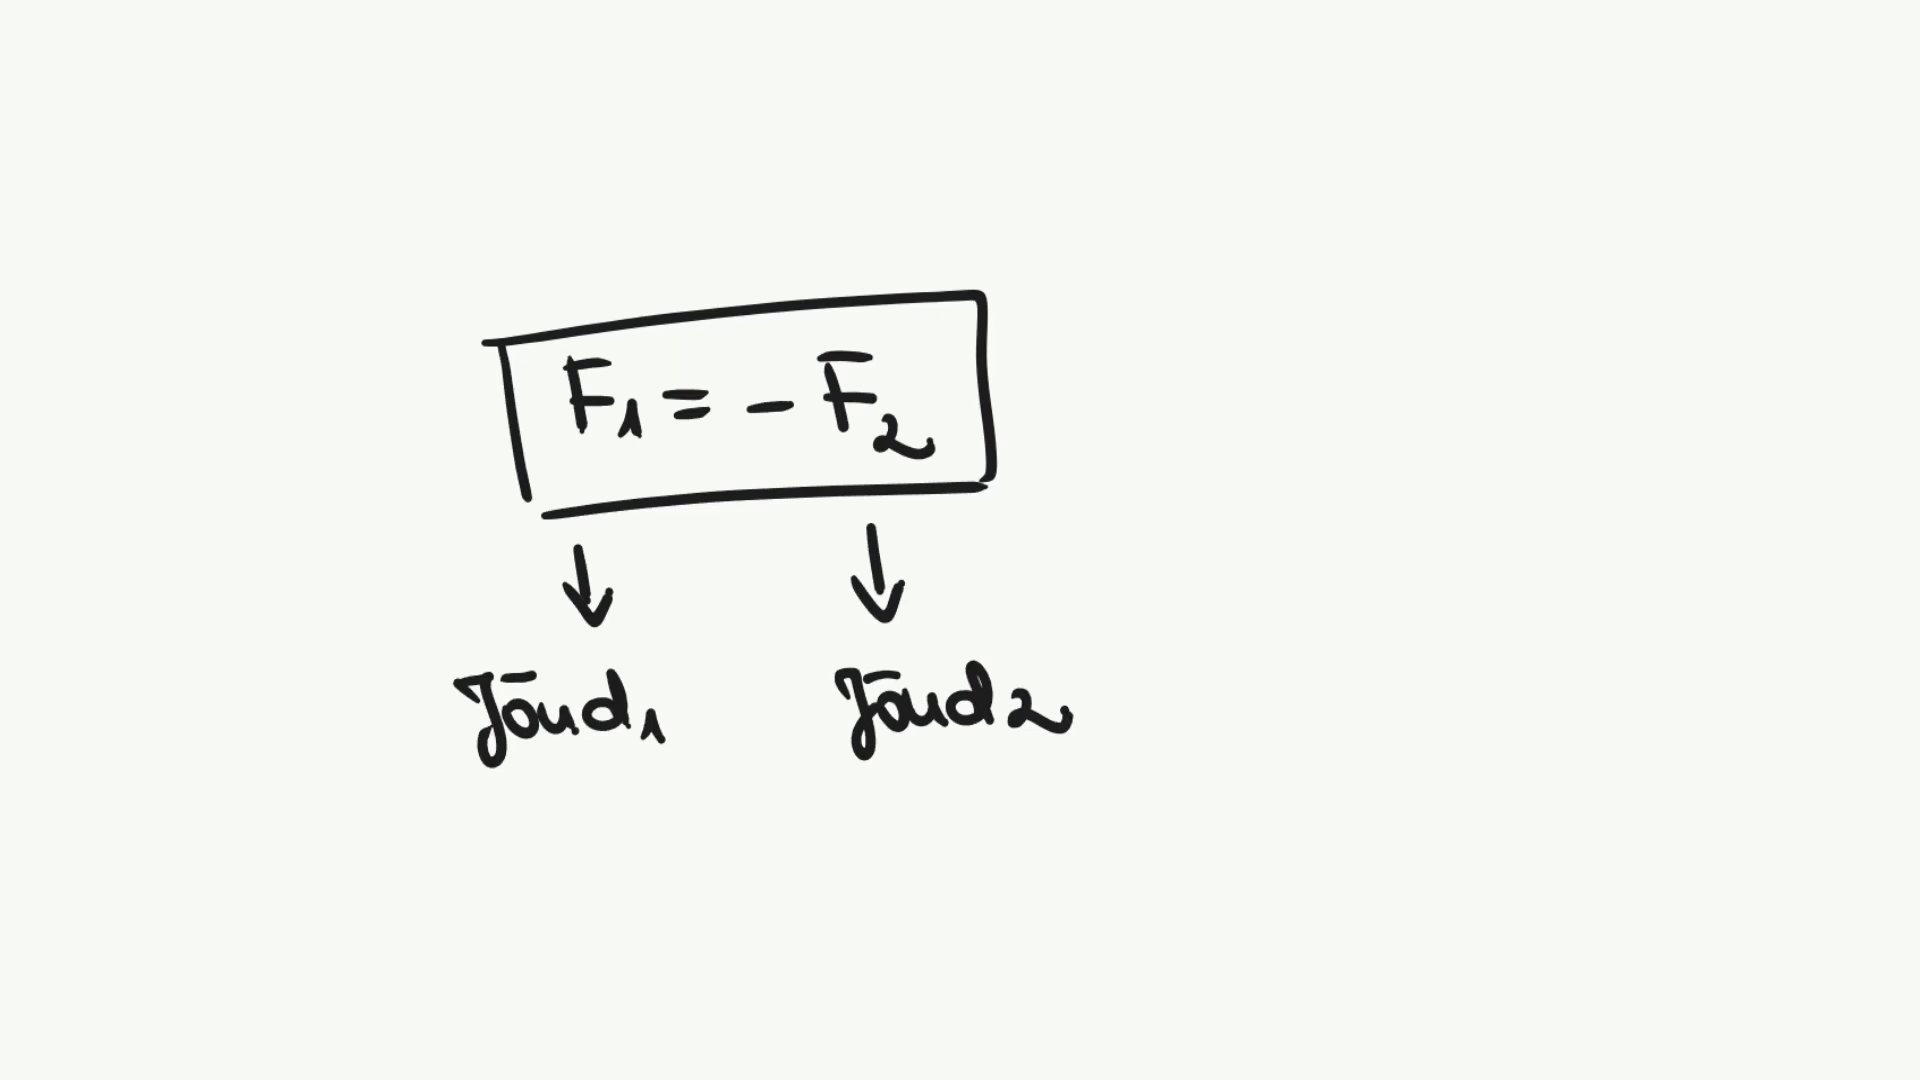 F₁ = - F₂
Jõud₁ Jõud₂